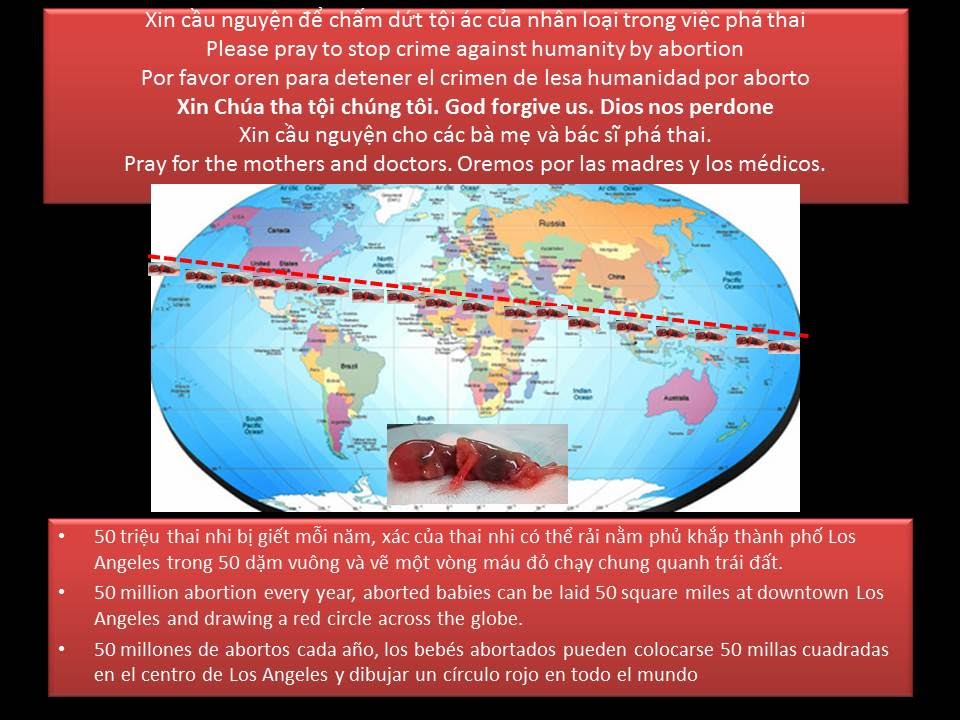 Xin cầu nguyện để chấm dứt tội ác của nhân loại trong việc phá thai
Please pray to stop crime against humanity by abortion
Por favor oren para detener el crimen de lesa humanidad por aborto
Xin Chúa tha tội chúng tôi. God forgive us. Dios nos perdone
Xin cầu nguyện cho các bà mẹ và bác sĩ phá thai.
Pray for the mothers and doctors. Oremos por las madres y los médicos.
Arctic Ocean
Russia
Canada
United States
North Atlantic Ocean
China
North Pacific Ocean
Brazil
Indian Ocean
Australia
South Pacific Ocean
South
• 50 triệu thai nhi bị giết mỗi năm, xác của thai nhi có thể rải nằm phủ khắp thành phố Los
Angeles trong 50 dặm vuông và vẽ một vòng máu đỏ chạy chung quanh trái đất.
• 50 million abortion every year, aborted babies can be laid 50 square miles at downtown Los
Angeles and drawing a red circle across the globe.
• 50 millones de abortos cada año, los bebés abortados pueden colocarse 50 millas cuadradas
en el centro de Los Angeles y dibujar un círculo rojo en todo el mundo